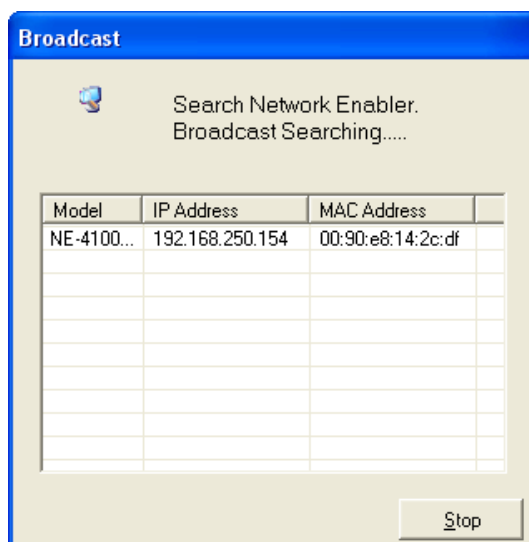 Broadcast
Search Network Enabler.
Broadcast Searching.....
Model IP Address MAC Address
NE-4100... 192.168.250.154 00:90:e8:14:2c:df
Stop